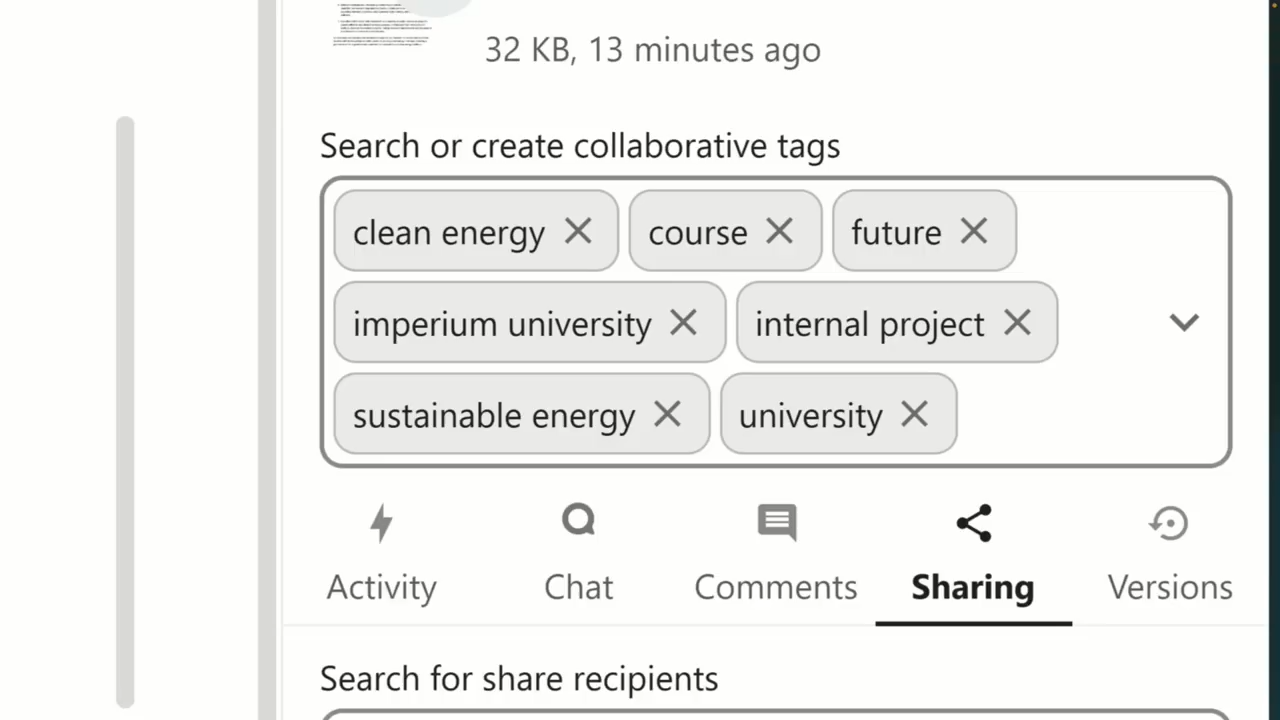 32 KB, 13 minutes ago
Search or create collaborative tags
clean energy course future
imperium university internal project
sustainable energy university
Activity Chat Comments Sharing Versions
Search for share recipients